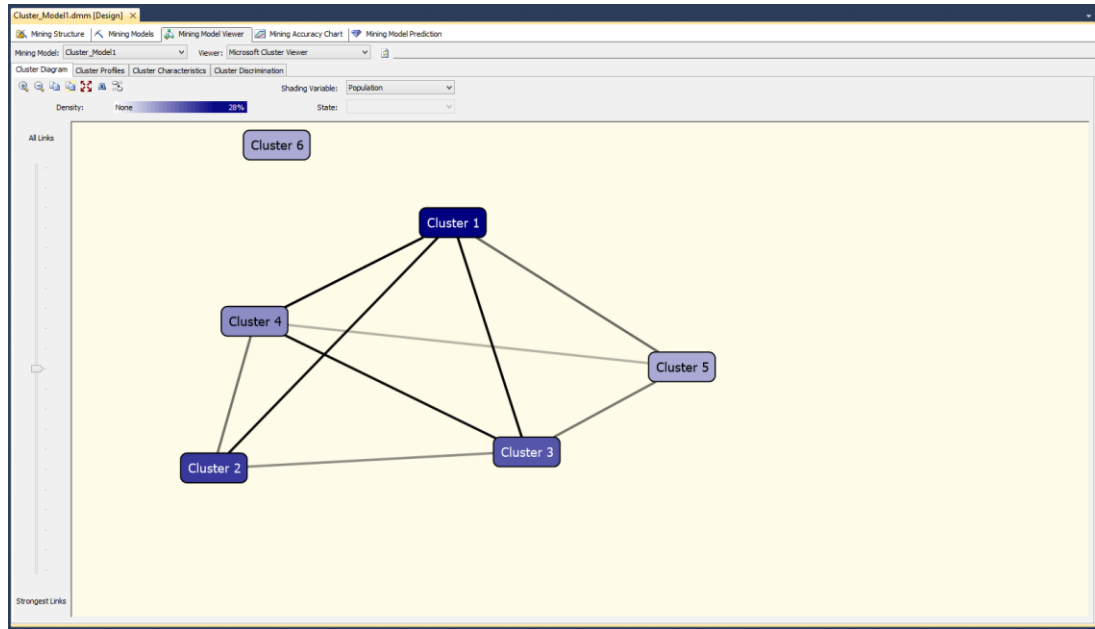 Cluster_Model1.dmm [Design]
Mining Structure Mining Models Mining Model Viewer Mining Accuracy Chart Mining Model Prediction
Mining Model: Cluster_Model1 Viewer: Microsoft Cluster Viewer
Cluster Diagram Cluster Profiles Cluster Characteristics Cluster Discrimination
Shading Variable: Population
Density: None 28% State:
All Links
Cluster 6
Cluster 1
Cluster 4
Cluster 5
Cluster 3
Cluster 2
Strongest Links